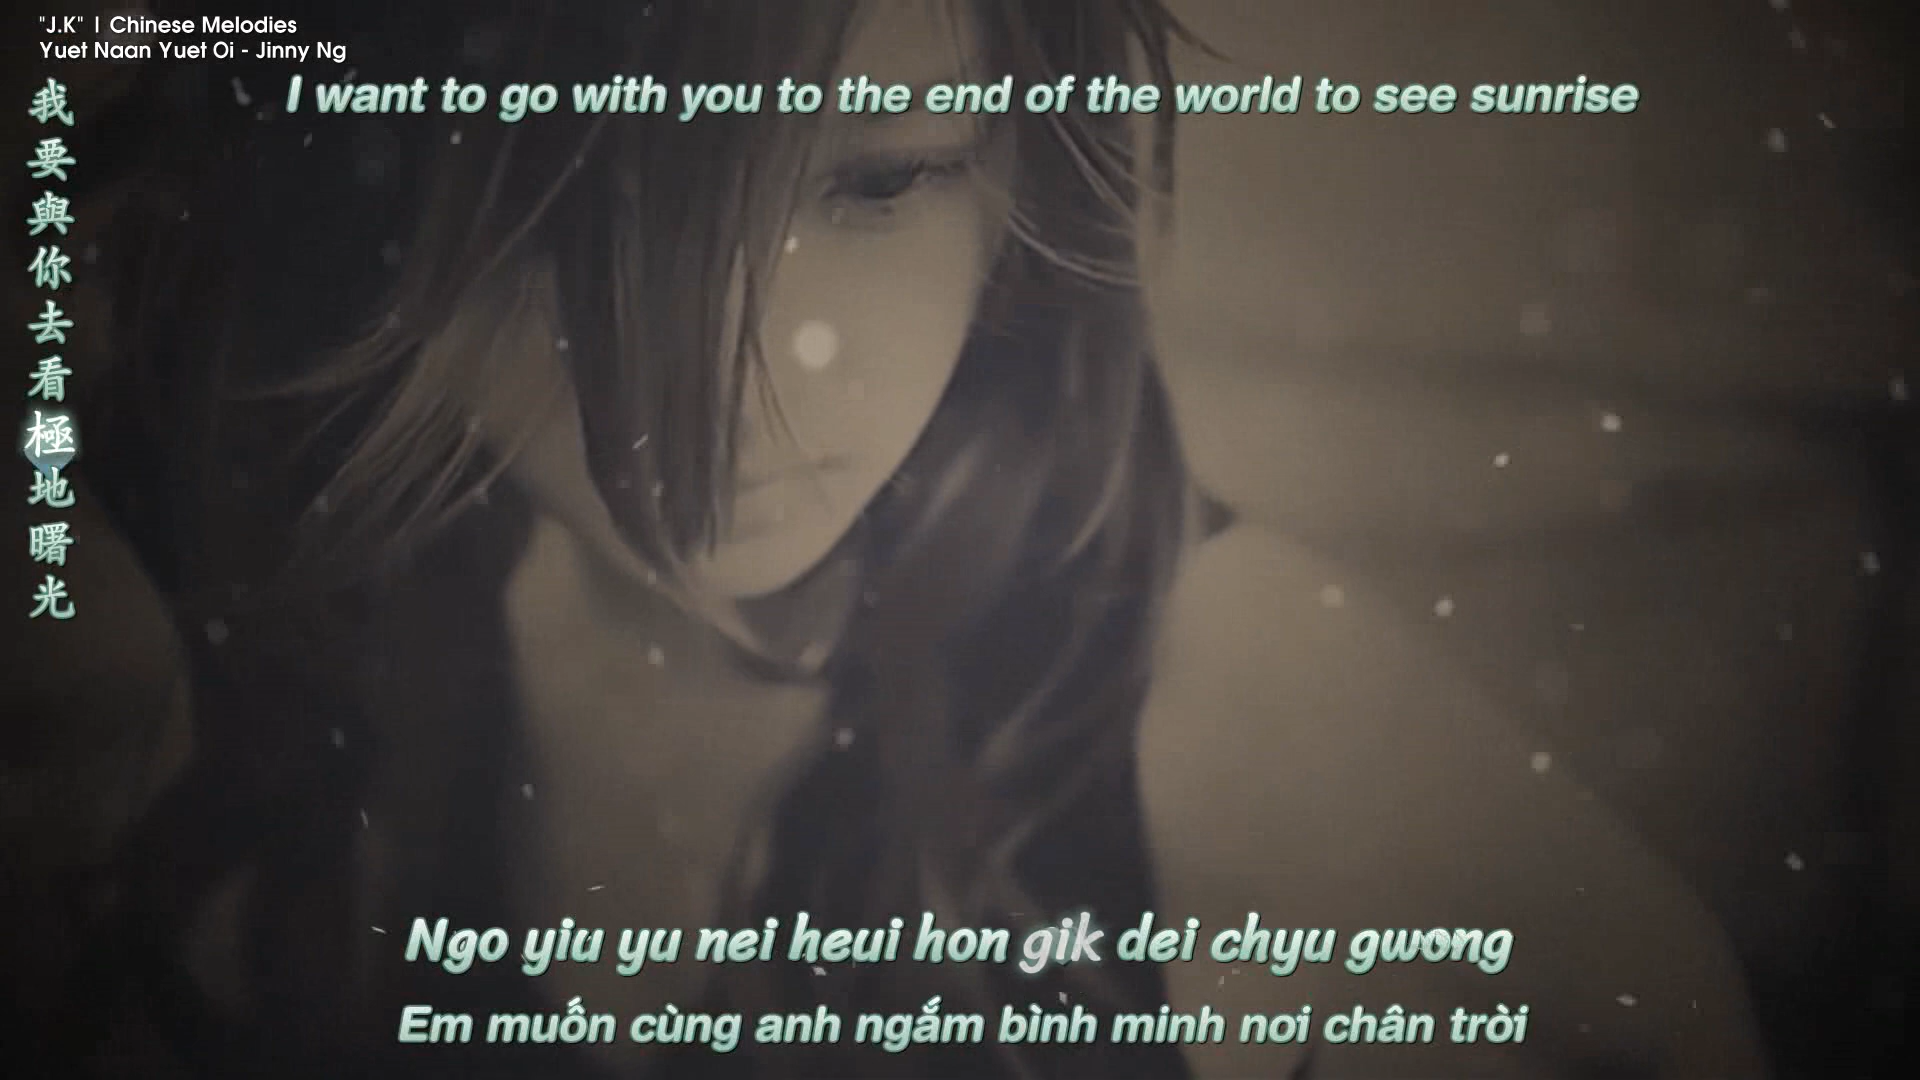 "J.K" | Chinese Melodies
Yuet Naan Yuet Oi - Jinny Ng
I want to go with you to the end of the world to see sunrise
我要與你去看極地曙光
Ngo yiu yu nei heui hon gik dei chyu gwong
Em muốn cùng anh ngắm bình minh nơi chân trời